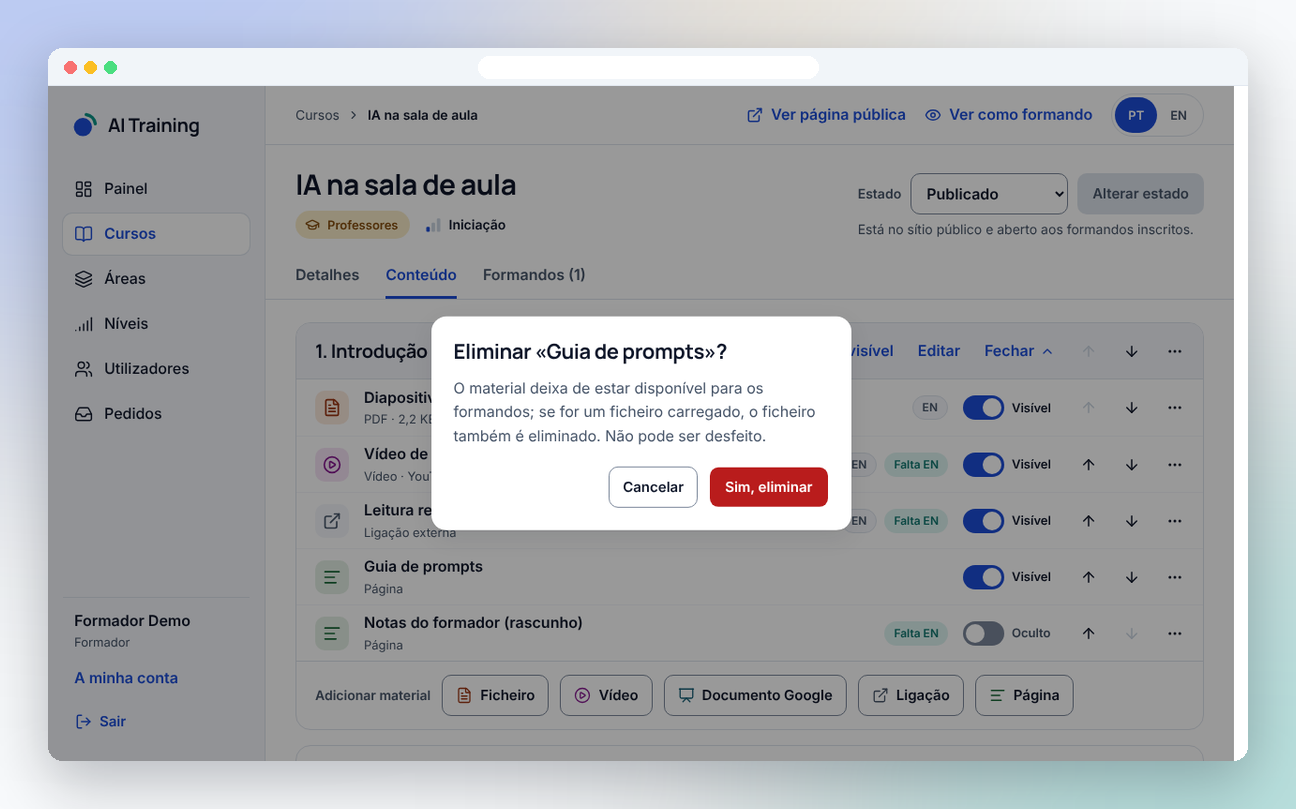 AI Training
Painel
Cursos
Áreas
Níveis
Utilizadores
Pedidos
Formador Demo
Formador
A minha conta
Sair
Cursos > IA na sala de aula
Ver página pública
Ver como formando
PT EN
IA na sala de aula
Professores
Iniciação
Estado Publicado Alterar estado
Está no sítio público e aberto aos formandos inscritos.
Detalhes Conteúdo Formandos (1)
1. Introdução
visível Editar Fechar
PDF · 2,2
EN Visível
Vídeo de
Vídeo ·
EN Falta EN Visível
Leitura
Ligação externa
EN Falta EN Visível
Guia de prompts
Página
Visível
Notas do formador (rascunho)
Página
Falta EN Oculto
Adicionar material Ficheiro Vídeo Documento Google Ligação Página
Eliminar «Guia de prompts»?
O material deixa de estar disponível para os
formandos; se for um ficheiro carregado, o ficheiro
também é eliminado. Não pode ser desfeito.
Cancelar Sim, eliminar